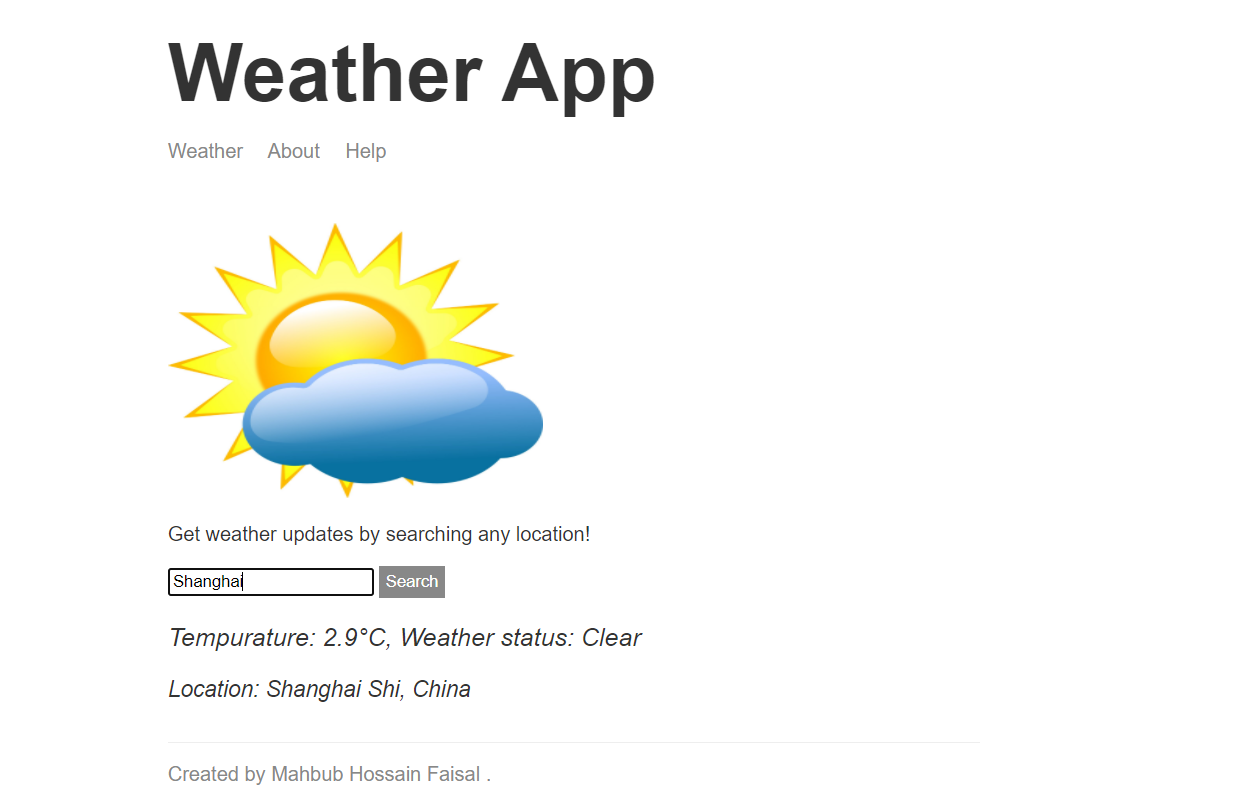 Weather App
Weather About Help
Get weather updates by searching any location!
Shanghai Search
Tempurature: 2.9°C, Weather status: Clear
Location: Shanghai Shi, China
Created by Mahbub Hossain Faisal .